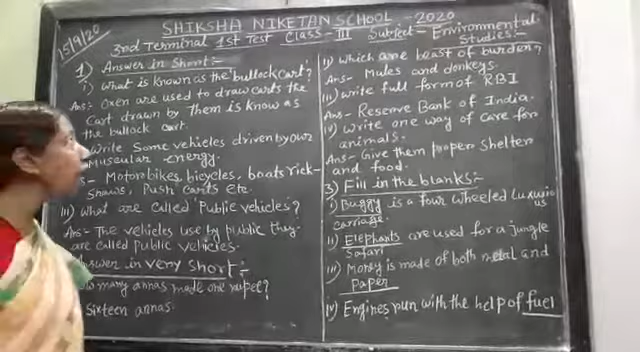 15/9/20
SHIKSHA NIKETAN SCHOOL - 2020
3rd Terminal 1st Test Class - III Subject - Environmental
Studies:-
1) Answer in Short:-
i) What is known as the 'bullock cart'?
Ans:- Oxen are used to draw carts the
cart drawn by them is know as
the bullock cart.
Write Some vehicles driven by our
Muscular energy.
- Motorbikes, bicycles, boats rick-
shaws, Push carts etc.
III) What are called 'Public vehicles'?
Ans:- The vehicles use by public they
are called Public vehicles.
Answer in very short:-
many annas made one rupee?
Sixteen annas.
ii) Which are beast of burden?
Ans- Mules and donkeys.
iii) Write full form of RBI
Ans- Reserve Bank of India.
iv) Write one way of care for
animals.
Ans- Give them proper shelter
and food.
3) Fill in the blanks:-
i) Buggy is a four wheeled Luxurious
carriage.
ii) Elephants are used for a jungle
Safari
iii) Money is made of both metal and
Paper
iv) Engines run with the help of fuel